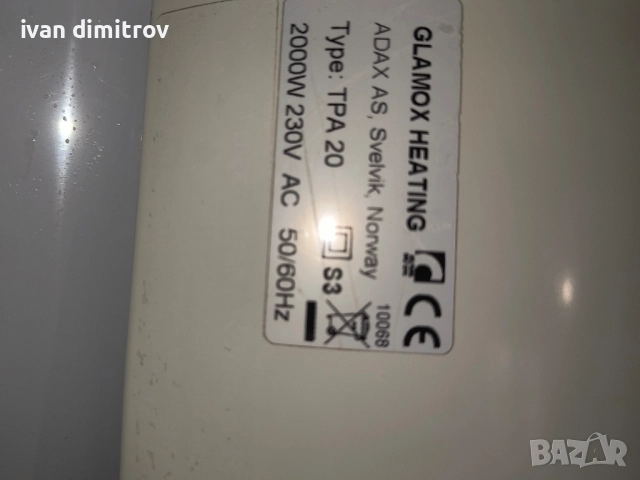 ivan dimitrov
GLAMOX HEATING
ADAX AS, Svelvik, Norway
10068
Type: TPA 20
S3
2000W 230V AC 50/60Hz
CE
BAZAR